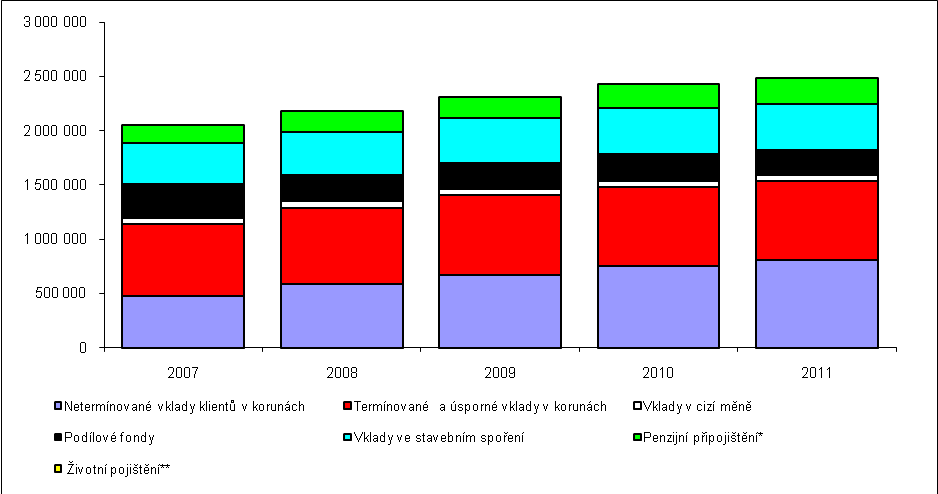 3 000 000
2 500 000
2 000 000
1 500 000
1 000 000
500 000
0
2007 2008 2009 2010 2011
Netermínované vklady klientů v korunách Termínované a úsporné vklady v korunách Vklady v cizí měně
Podílové fondy Vklady ve stavebním spoření Penzijní připojištění*
Životní pojištění**